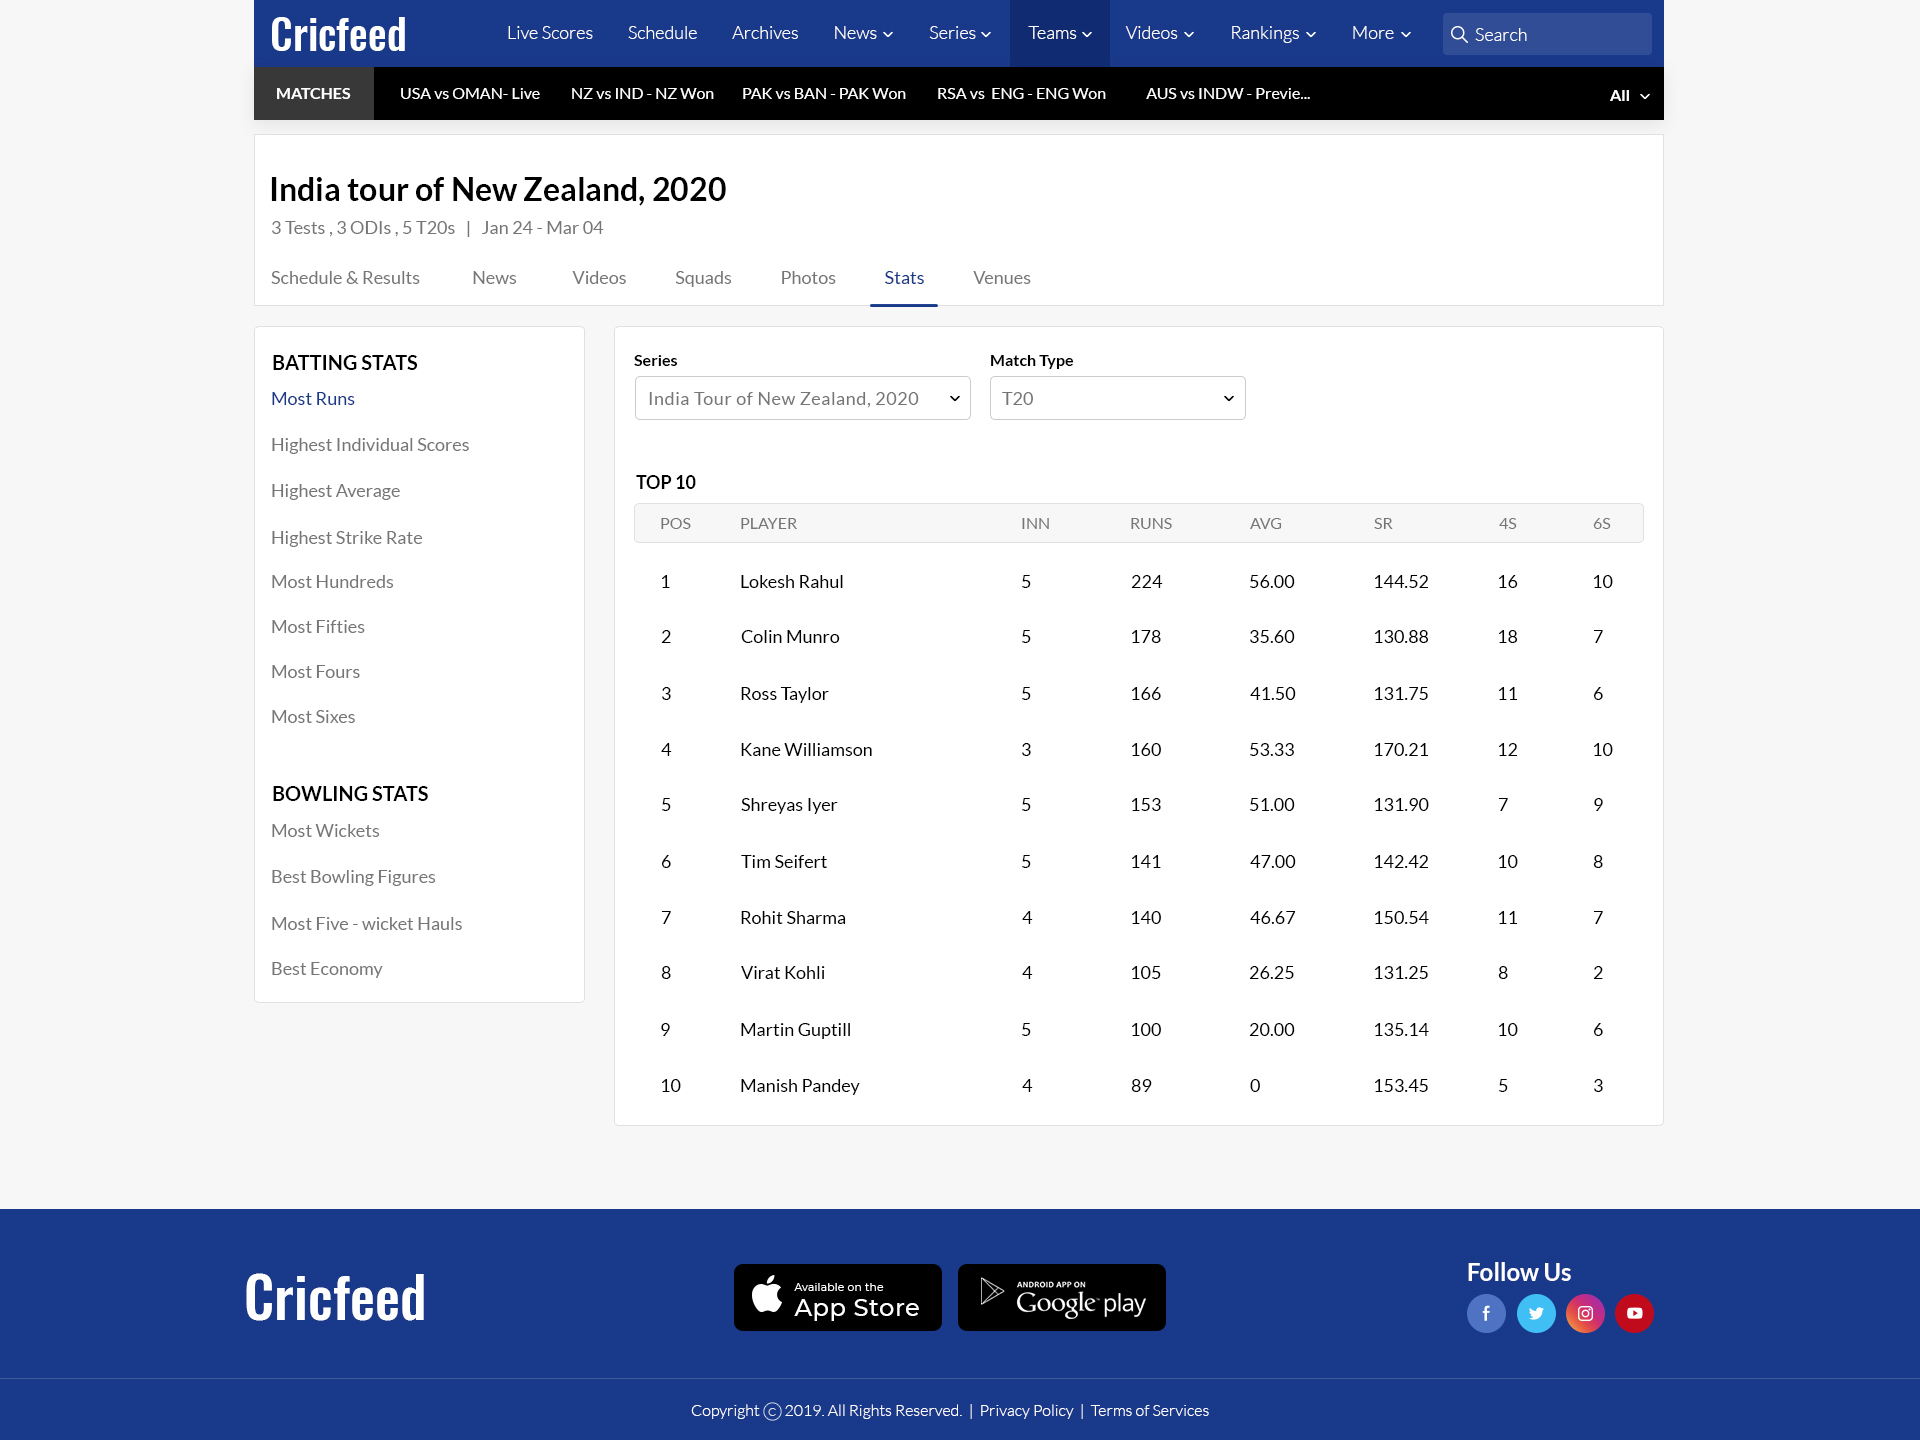 Cricfeed Live Scores Schedule Archives News Series Teams Videos Rankings More Search
MATCHES USA vs OMAN- Live NZ vs IND - NZ Won PAK vs BAN - PAK Won RSA vs ENG - ENG Won AUS vs INDW - Previe... All
India tour of New Zealand, 2020
3 Tests , 3 ODIs , 5 T20s | Jan 24 - Mar 04
Schedule & Results News Videos Squads Photos Stats Venues
BATTING STATS
Most Runs
Highest Individual Scores
Highest Average
Highest Strike Rate
Most Hundreds
Most Fifties
Most Fours
Most Sixes
BOWLING STATS
Most Wickets
Best Bowling Figures
Most Five - wicket Hauls
Best Economy
Series Match Type
India Tour of New Zealand, 2020 T20
TOP 10
POS PLAYER INN RUNS AVG SR 4S 6S
1 Lokesh Rahul 5 224 56.00 144.52 16 10
2 Colin Munro 5 178 35.60 130.88 18 7
3 Ross Taylor 5 166 41.50 131.75 11 6
4 Kane Williamson 3 160 53.33 170.21 12 10
5 Shreyas Iyer 5 153 51.00 131.90 7 9
6 Tim Seifert 5 141 47.00 142.42 10 8
7 Rohit Sharma 4 140 46.67 150.54 11 7
8 Virat Kohli 4 105 26.25 131.25 8 2
9 Martin Guptill 5 100 20.00 135.14 10 6
10 Manish Pandey 4 89 0 153.45 5 3
Cricfeed
Available on the
App Store
ANDROID APP ON
Google play
Follow Us
Copyright © 2019. All Rights Reserved. | Privacy Policy | Terms of Services